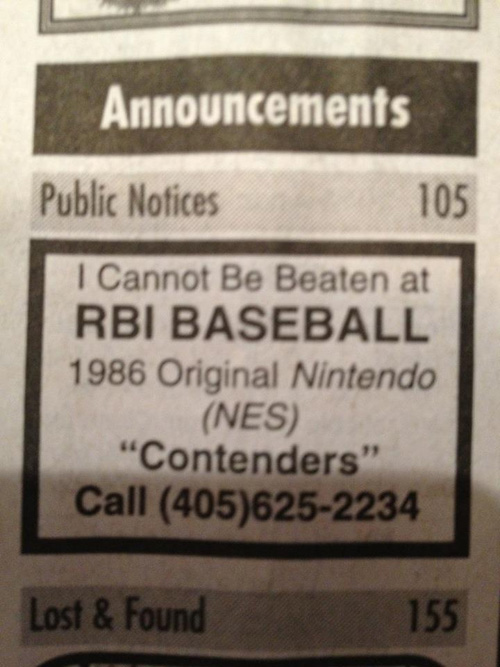 Announcements
Public Notices 105
I Cannot Be Beaten at
RBI BASEBALL
1986 Original Nintendo
(NES)
“Contenders”
Call (405)625-2234
Lost & Found 155